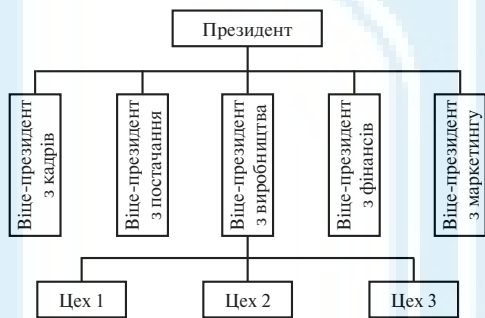 Президент
Віце-президент
з кадрів
Віце-президент
з постачання
Віце-президент
з виробництва
Віце-президент
з фінансів
Віце-президент
з маркетингу
Цех 1
Цех 2
Цех 3